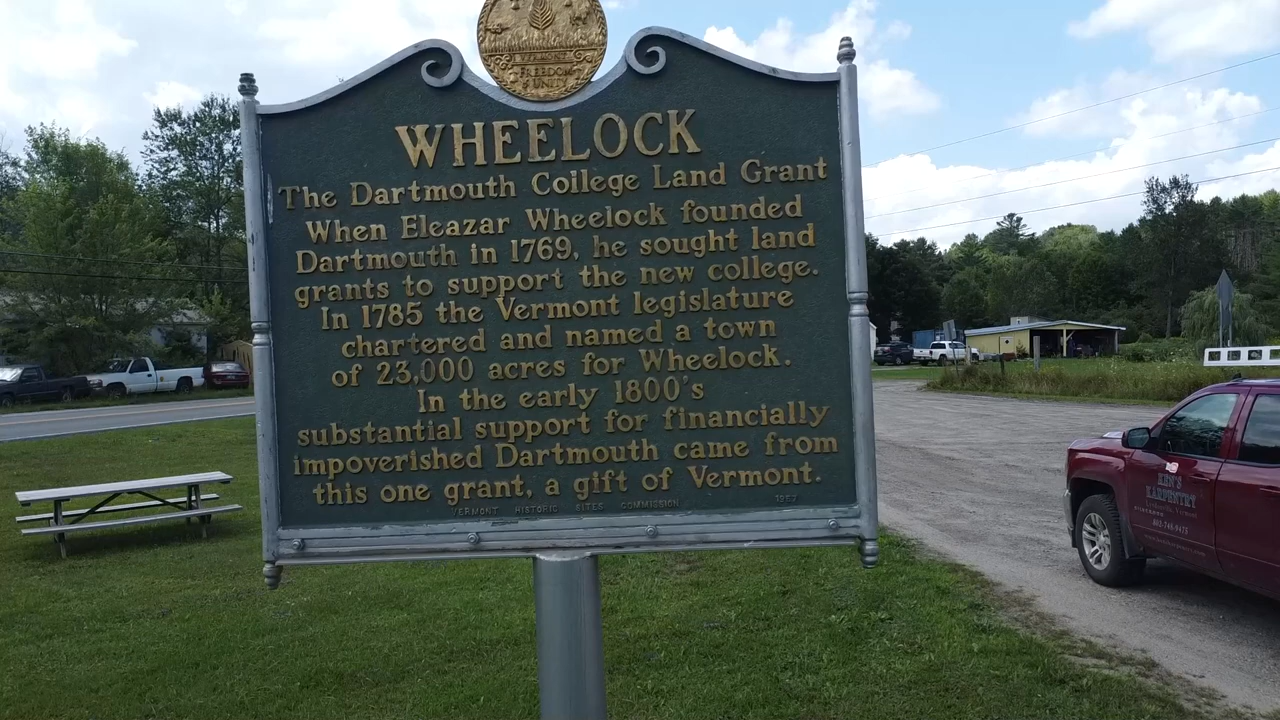 VERMONT
FREEDOM
& UNITY
WHEELOCK
The Dartmouth College Land Grant
When Eleazar Wheelock founded
Dartmouth in 1769, he sought land
grants to support the new college.
In 1785 the Vermont legislature
chartered and named a town
of 23,000 acres for Wheelock.
In the early 1800's
substantial support for financially
impoverished Dartmouth came from
this one grant, a gift of Vermont.
VERMONT HISTORIC SITES COMMISSION 1957
KEN'S
KARPENTRY